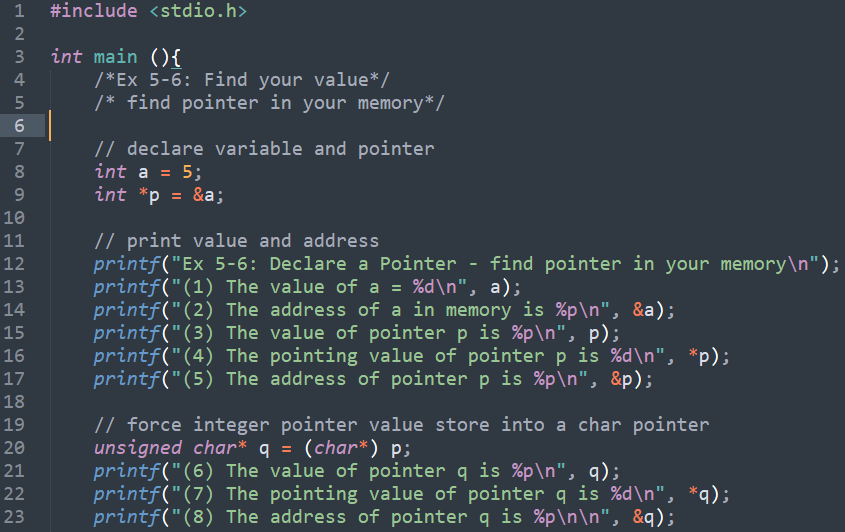 1 #include <stdio.h>
2
3 int main (){
4     /*Ex 5-6: Find your value*/
5     /* find pointer in your memory*/
6
7     // declare variable and pointer
8     int a = 5;
9     int *p = &a;
10
11     // print value and address
12     printf("Ex 5-6: Declare a Pointer - find pointer in your memory\n");
13     printf("(1) The value of a = %d\n", a);
14     printf("(2) The address of a in memory is %p\n", &a);
15     printf("(3) The value of pointer p is %p\n", p);
16     printf("(4) The pointing value of pointer p is %d\n", *p);
17     printf("(5) The address of pointer p is %p\n", &p);
18
19     // force integer pointer value store into a char pointer
20     unsigned char* q = (char*) p;
21     printf("(6) The value of pointer q is %p\n", q);
22     printf("(7) The pointing value of pointer q is %d\n", *q);
23     printf("(8) The address of pointer q is %p\n\n", &q);